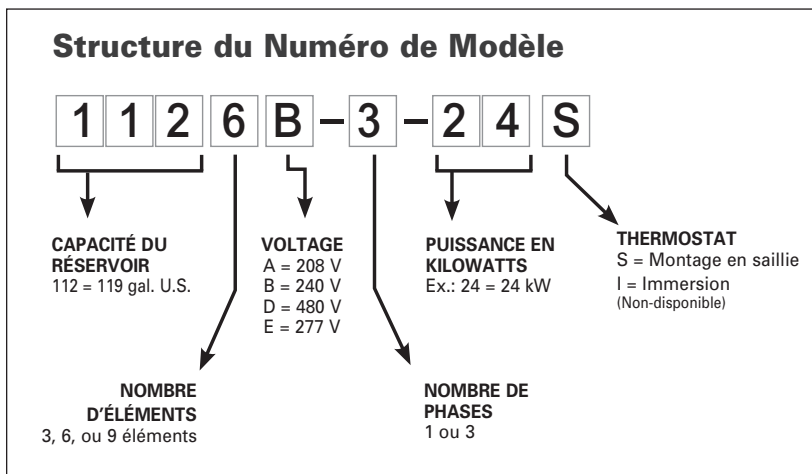 Structure du Numéro de Modèle
1 1 2 6 B – 3 – 2 4 S
CAPACITÉ DU
RÉSERVOIR
112 = 119 gal. U.S.
VOLTAGE
A = 208 V
B = 240 V
D = 480 V
E = 277 V
PUISSANCE EN
KILOWATTS
Ex.: 24 = 24 kW
THERMOSTAT
S = Montage en saillie
I = Immersion
(Non-disponible)
NOMBRE
D'ÉLÉMENTS
3, 6, ou 9 éléments
NOMBRE DE
PHASES
1 ou 3